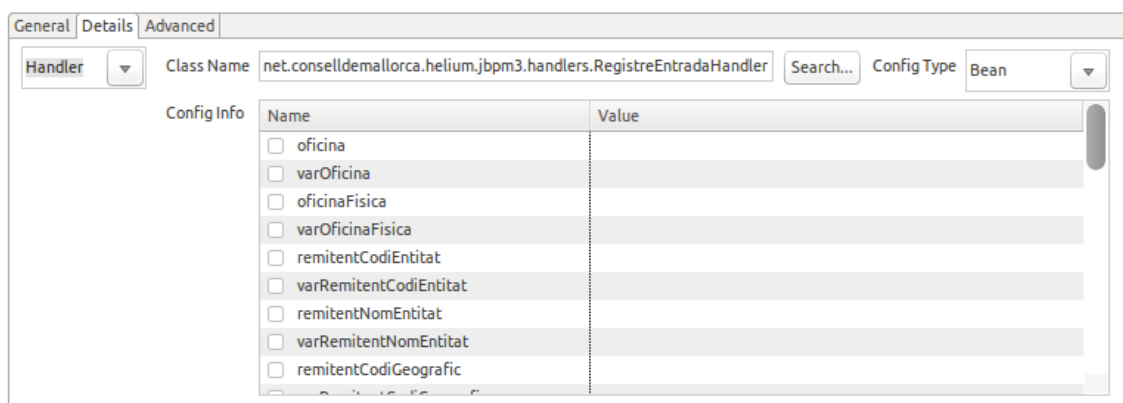 General Details Advanced
Handler Class Name net.conselldemallorca.helium.jbpm3.handlers.RegistreEntradaHandler Search... Config Type Bean
Config Info Name Value
oficina
varOficina
oficinaFisica
varOficinaFisica
remitentCodiEntitat
varRemitentCodiEntitat
remitentNomEntitat
varRemitentNomEntitat
remitentCodiGeografic